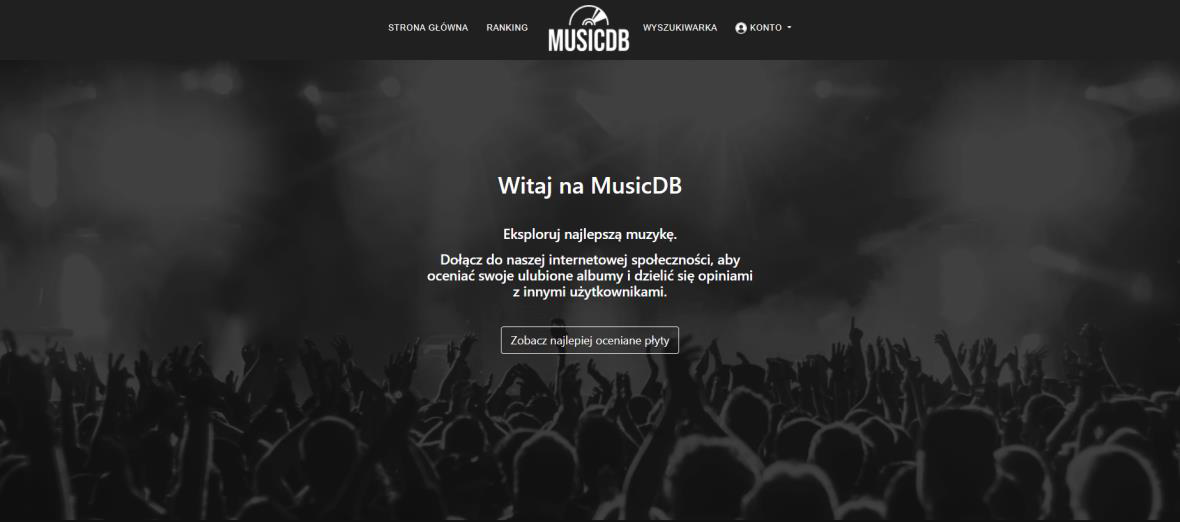 STRONA GŁÓWNA
RANKING
MUSICDB
WYSZUKIWARKA
KONTO
Witaj na MusicDB
Eksploruj najlepszą muzykę.
Dołącz do naszej internetowej społeczności, aby
oceniać swoje ulubione albumy i dzielić się opiniami
z innymi użytkownikami.
Zobacz najlepiej oceniane płyty